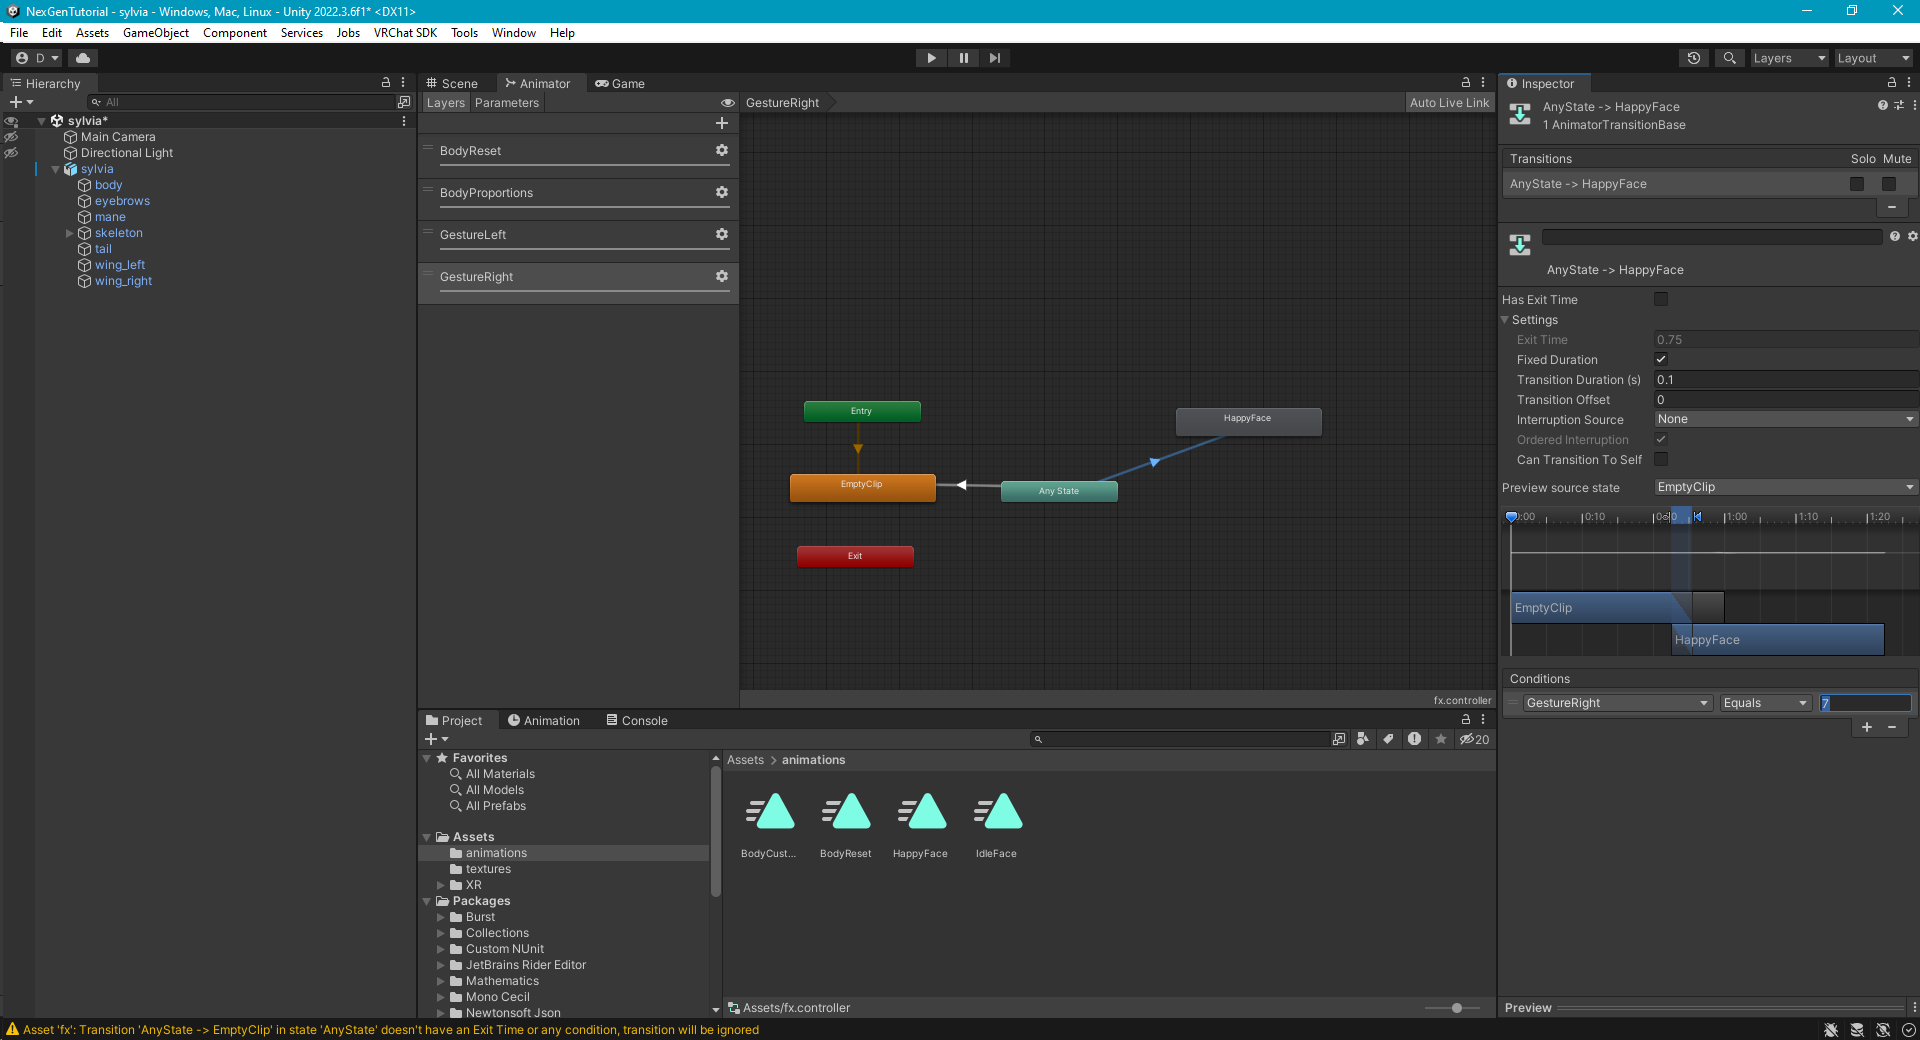 NexGenTutorial - sylvia - Windows, Mac, Linux - Unity 2022.3.6f1* <DX11>
File Edit Assets GameObject Component Services Jobs VRChat SDK Tools Window Help
D Layers Layout
Hierarchy
All
sylvia*
Main Camera
Directional Light
sylvia
body
eyebrows
mane
skeleton
tail
wing_left
wing_right
Scene Animator Game
Layers Parameters GestureRight Auto Live Link
BodyReset
BodyProportions
GestureLeft
GestureRight
Entry
EmptyClip
Any State
HappyFace
Exit
fx.controller
Inspector
AnyState -> HappyFace
1 AnimatorTransitionBase
Transitions Solo Mute
AnyState -> HappyFace
AnyState -> HappyFace
Has Exit Time
Settings
Exit Time 0.75
Fixed Duration
Transition Duration (s) 0.1
Transition Offset 0
Interruption Source None
Ordered Interruption
Can Transition To Self
Preview source state EmptyClip
:00 0:10 1:00 1:10 1:20
EmptyClip
HappyFace
Conditions
GestureRight Equals 7
Preview
Project Animation Console
20
Favorites
All Materials
All Models
All Prefabs
Assets
animations
textures
XR
Packages
Burst
Collections
Custom NUnit
JetBrains Rider Editor
Mathematics
Mono Cecil
Newtonsoft Json
Assets > animations
BodyCust... BodyReset HappyFace IdleFace
Assets/fx.controller
Asset 'fx': Transition 'AnyState -> EmptyClip' in state 'AnyState' doesn't have an Exit Time or any condition, transition will be ignored